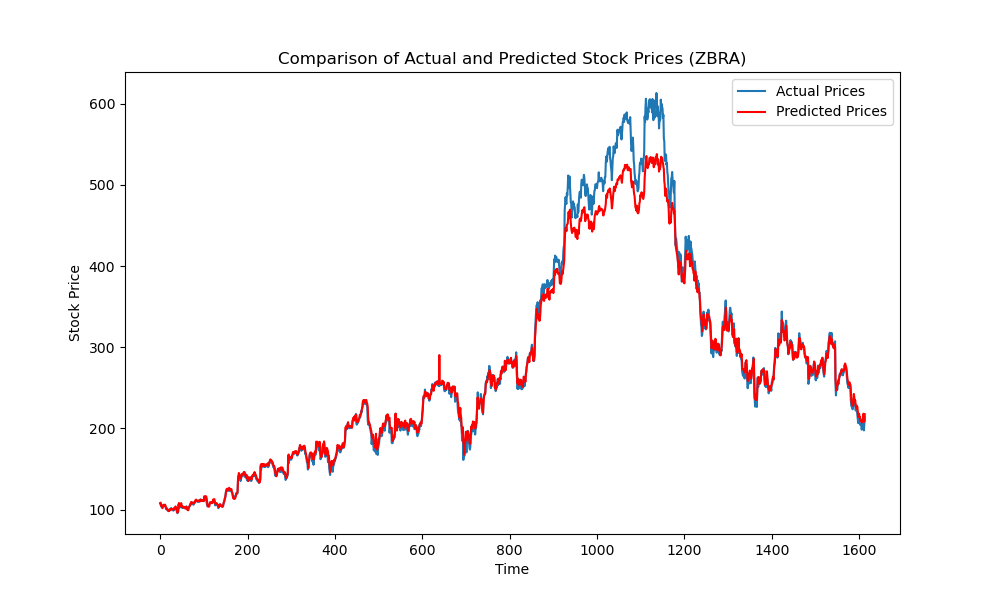 Comparison of Actual and Predicted Stock Prices (ZBRA)
Actual Prices
Predicted Prices
Stock Price
600
500
400
300
200
100
0 200 400 600 800 1000 1200 1400 1600
Time